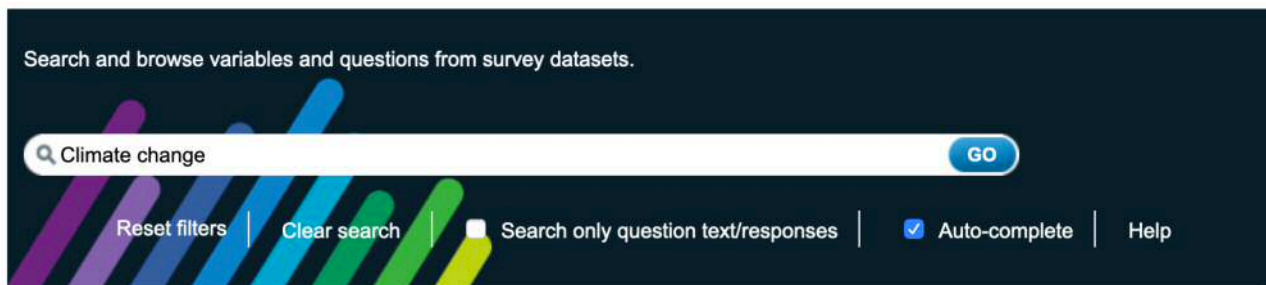 Search and browse variables and questions from survey datasets.
Climate change GO
Reset filters Clear search Search only question text/responses Auto-complete Help